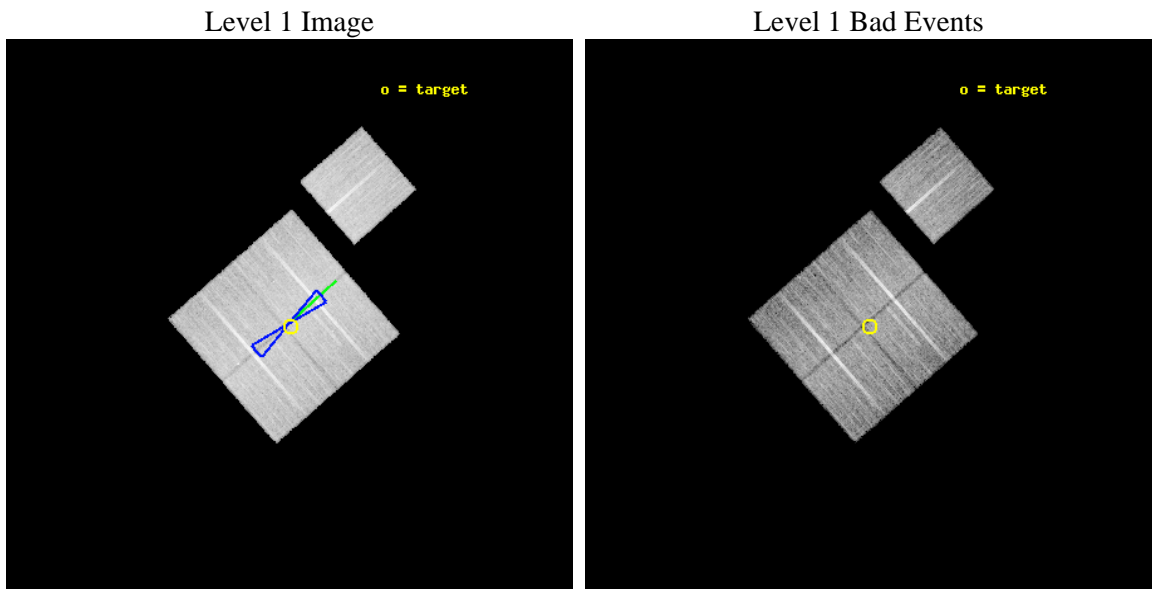 Level 1 Image
Level 1 Bad Events
o = target
o = target